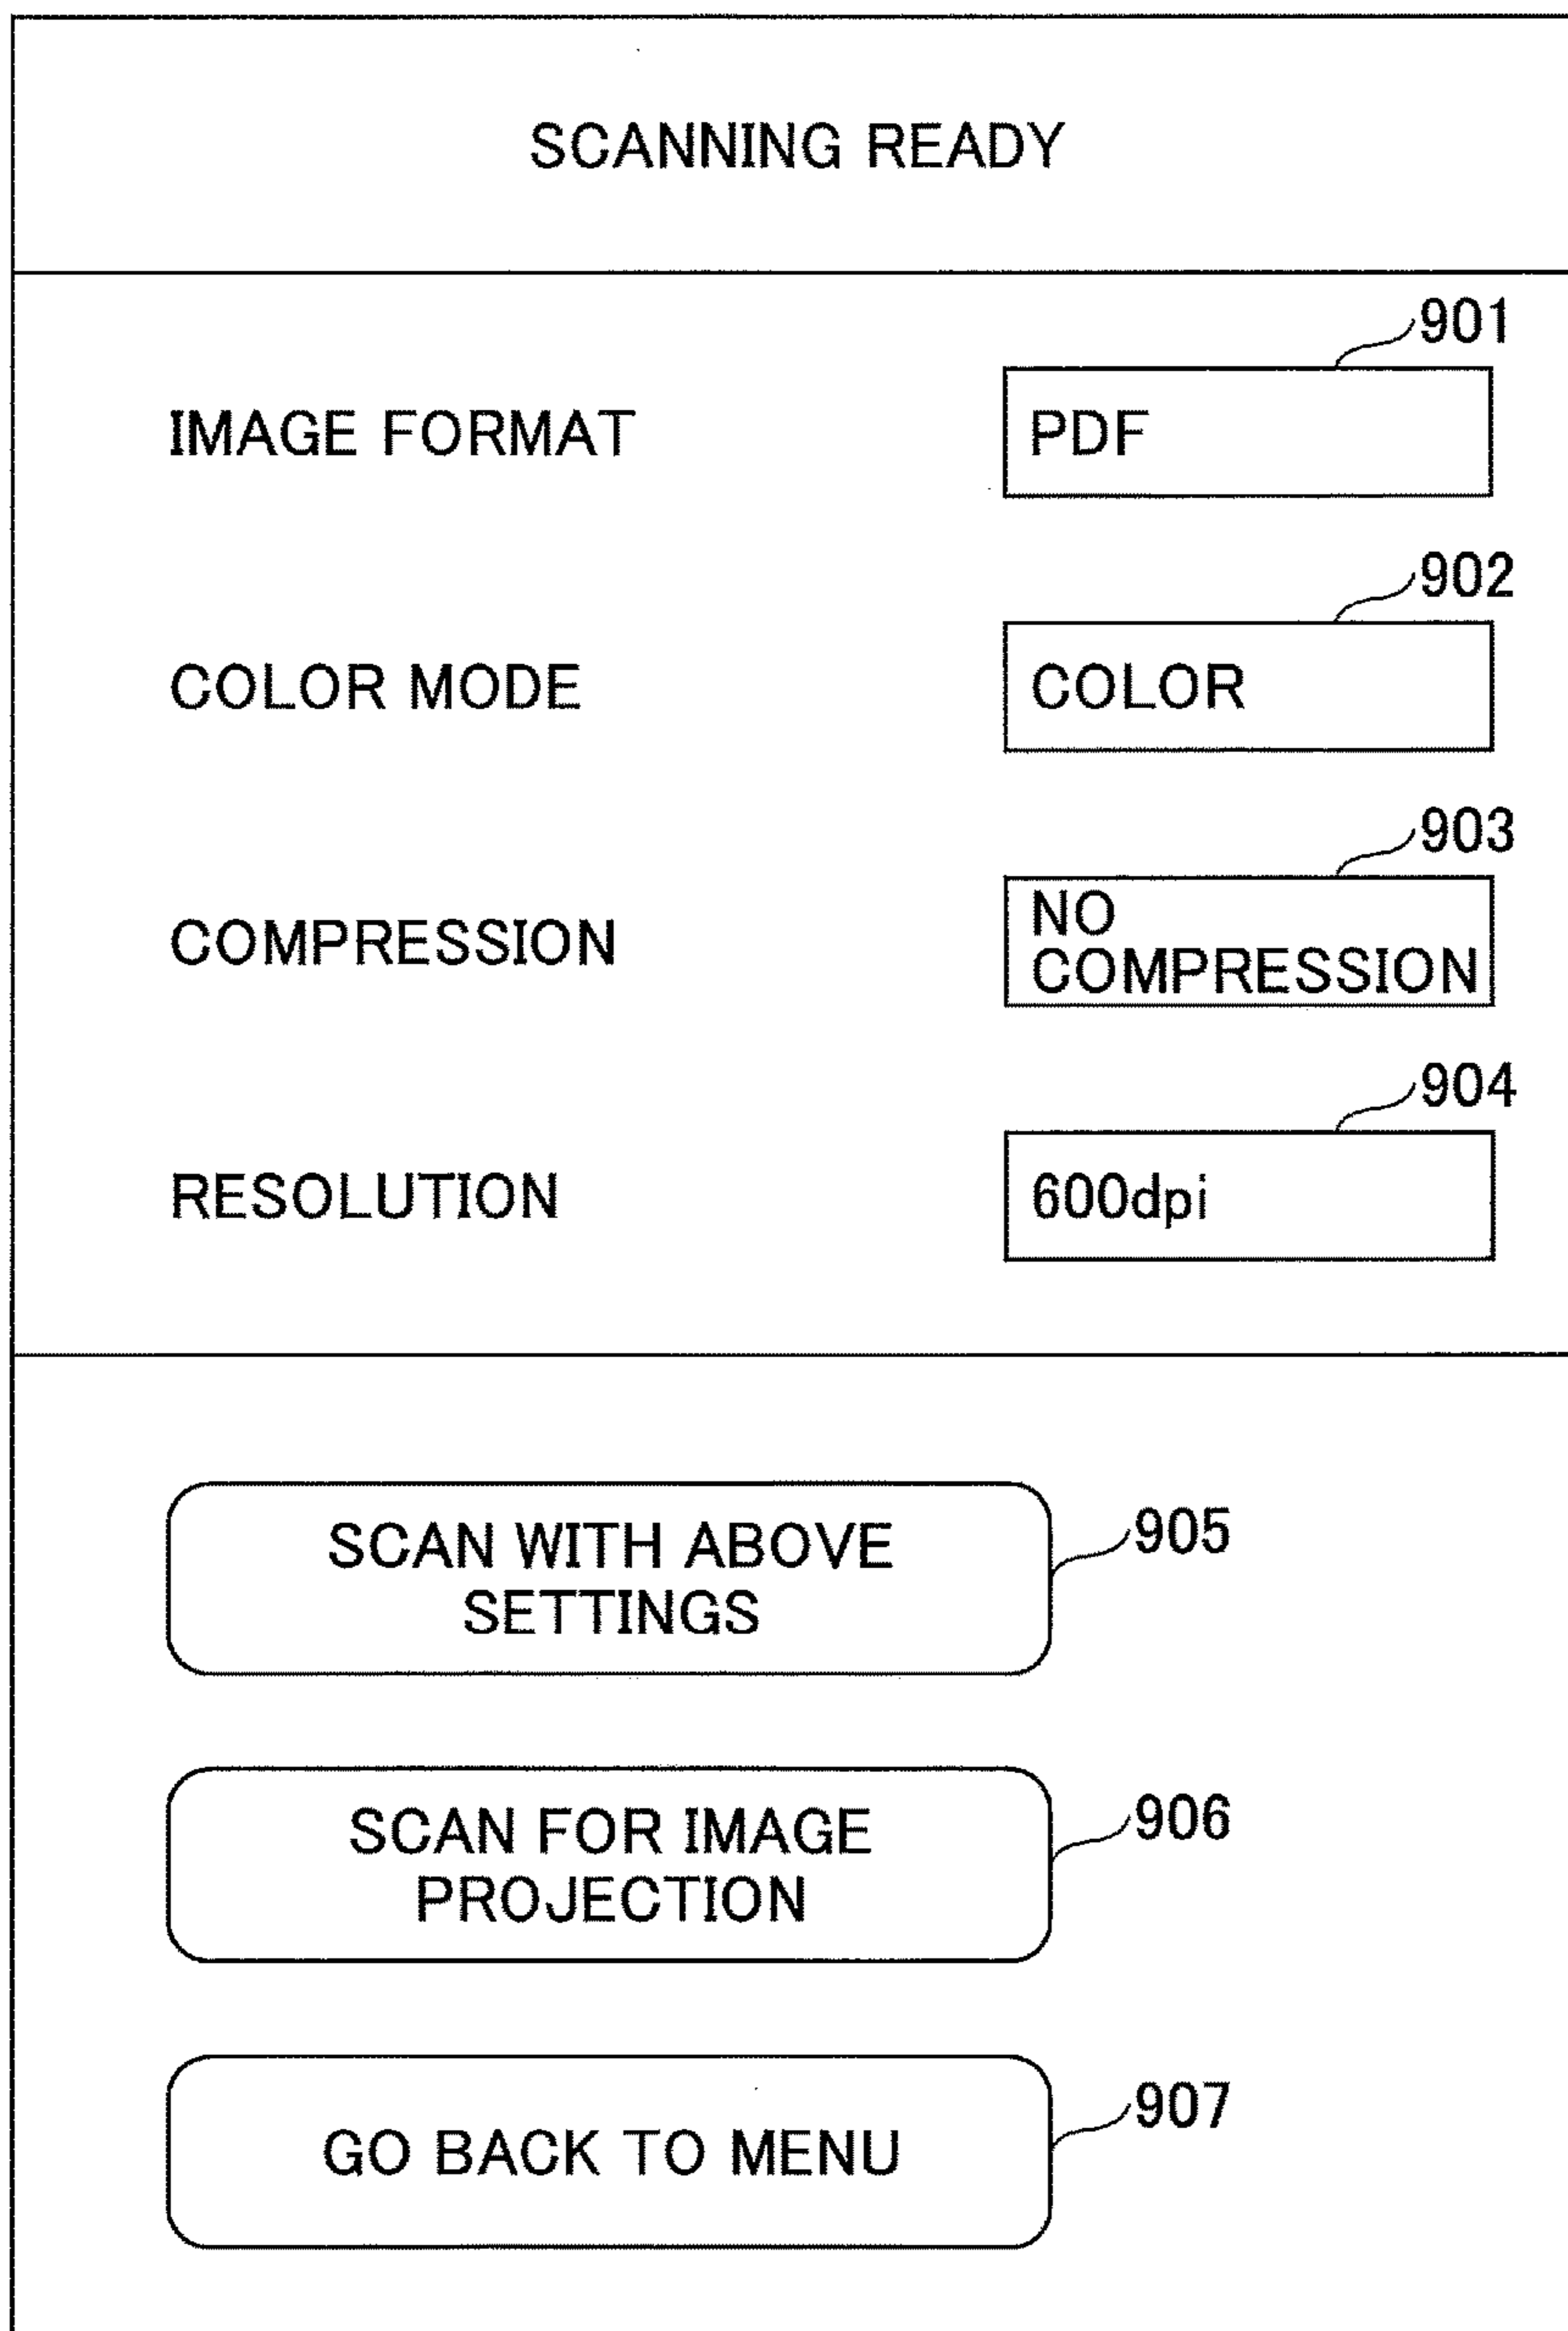 SCANNING READY
901
IMAGE FORMAT
PDF
902
COLOR MODE
COLOR
903
COMPRESSION
NO
COMPRESSION
904
RESOLUTION
600dpi
SCAN WITH ABOVE
SETTINGS
905
SCAN FOR IMAGE
PROJECTION
906
GO BACK TO MENU
907